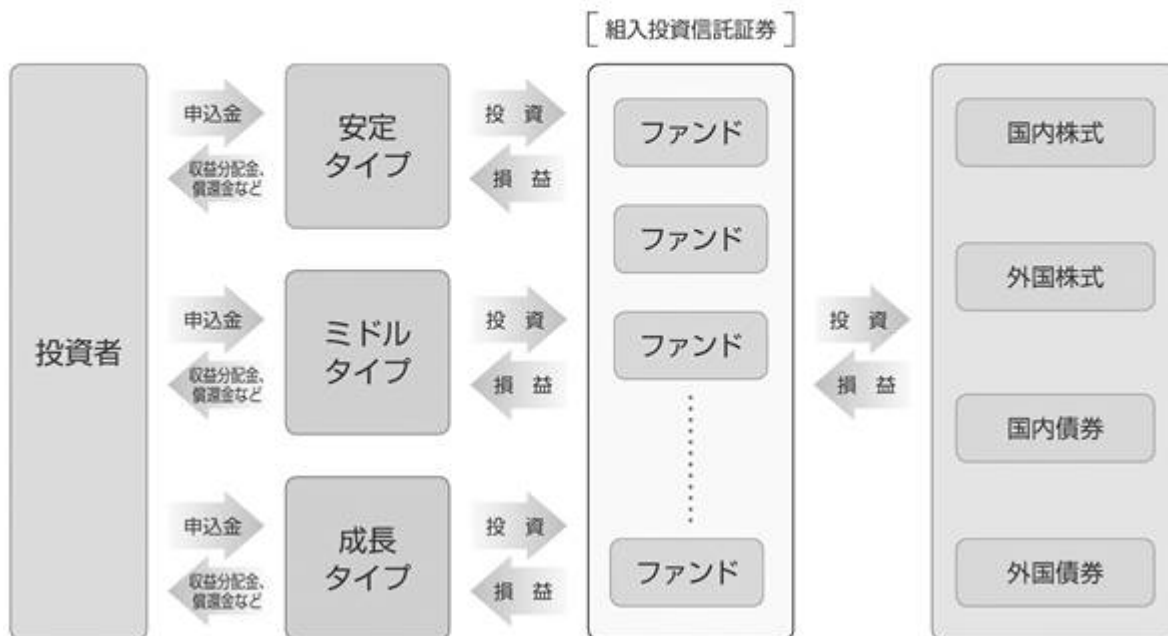 [組入投資信託証券]
投資者
申込金
収益分配金、
償還金など
安定
タイプ
投 資
損 益
申込金
収益分配金、
償還金など
ミドル
タイプ
投 資
損 益
申込金
収益分配金、
償還金など
成長
タイプ
投 資
損 益
ファンド
ファンド
ファンド
ファンド
投 資
損 益
国内株式
外国株式
国内債券
外国債券